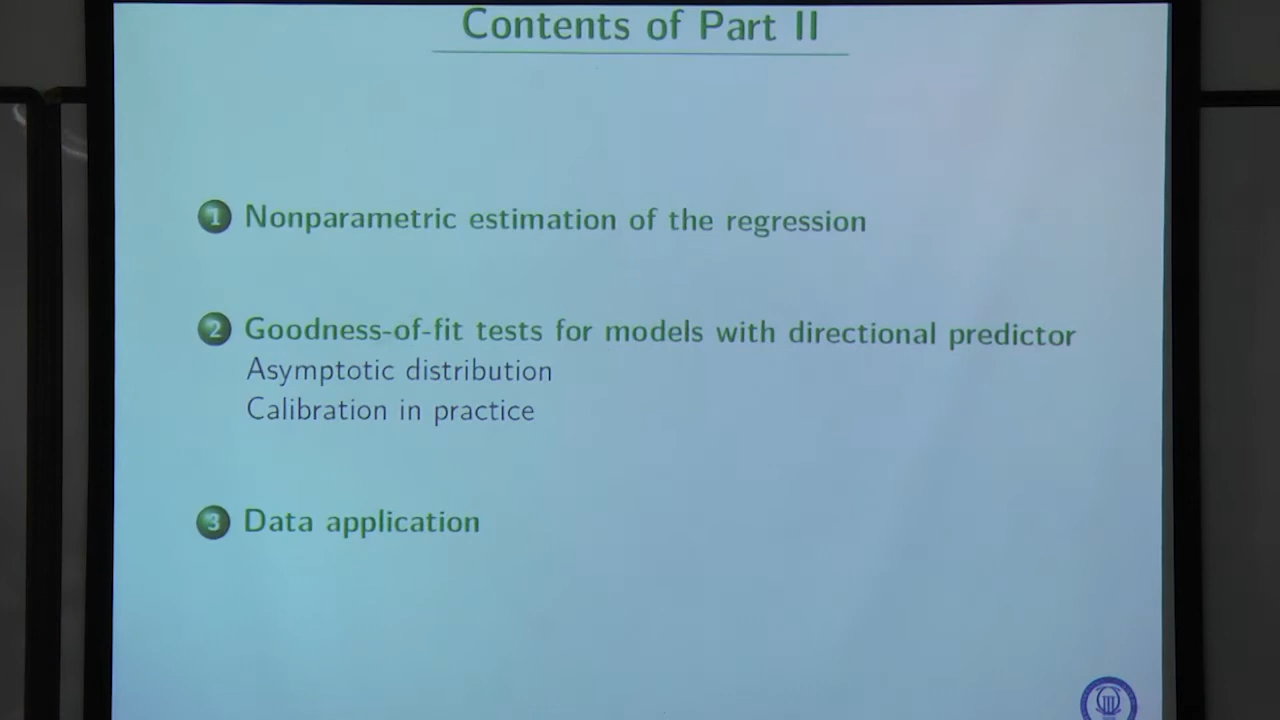 Contents of Part II
1 Nonparametric estimation of the regression
2 Goodness-of-fit tests for models with directional predictor
Asymptotic distribution
Calibration in practice
3 Data application